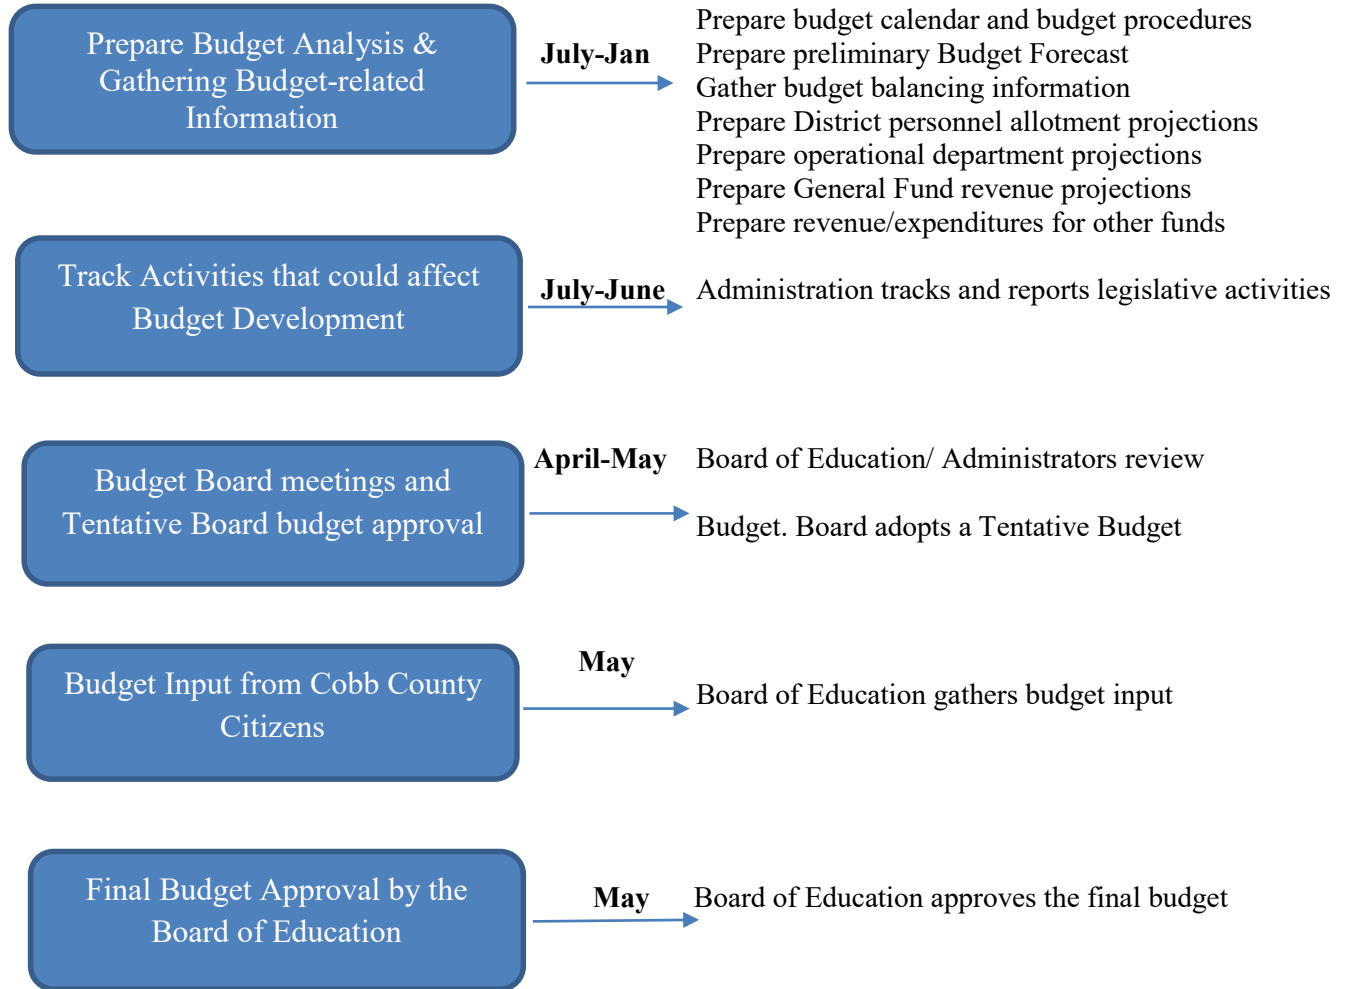 Prepare Budget Analysis &
Gathering Budget-related
Information
July-Jan
Prepare budget calendar and budget procedures
Prepare preliminary Budget Forecast
Gather budget balancing information
Prepare District personnel allotment projections
Prepare operational department projections
Prepare General Fund revenue projections
Prepare revenue/expenditures for other funds
Track Activities that could affect
Budget Development
July-June
Administration tracks and reports legislative activities
Budget Board meetings and
Tentative Board budget approval
April-May
Board of Education/ Administrators review
Budget. Board adopts a Tentative Budget
Budget Input from Cobb County
Citizens
May
Board of Education gathers budget input
Final Budget Approval by the
Board of Education
May
Board of Education approves the final budget